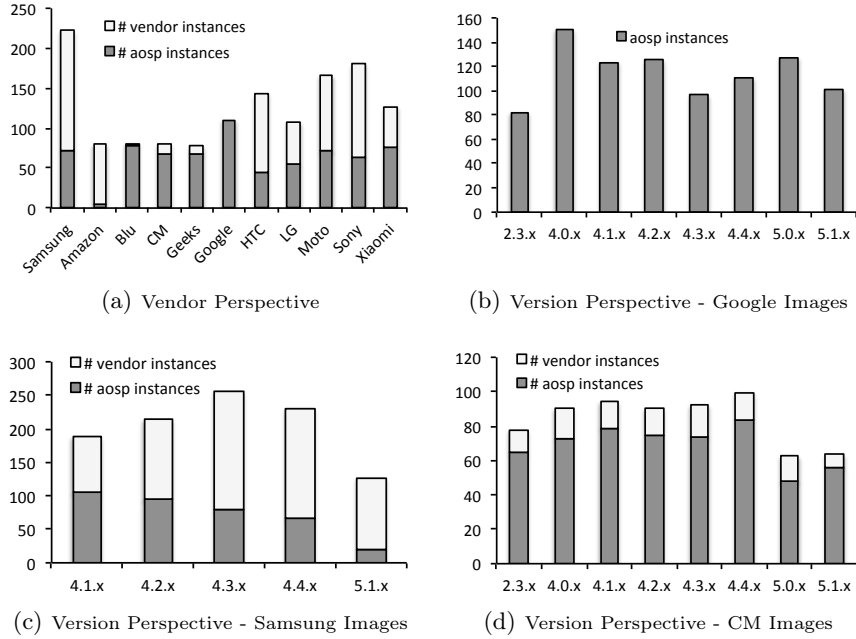 250
200
150
100
50
0
# vendor instances
# aosp instances
Samsung
Amazon
Blu
CM
Geeks
Google
HTC
LG
Moto
Sony
Xiaomi
(a) Vendor Perspective
160
140
120
100
80
60
40
20
0
aosp instances
2.3.x 4.0.x 4.1.x 4.2.x 4.3.x 4.4.x 5.0.x 5.1.x
(b) Version Perspective - Google Images
300
250
200
150
100
50
0
# vendor instances
# aosp instances
4.1.x 4.2.x 4.3.x 4.4.x 5.1.x
(c) Version Perspective - Samsung Images
120
100
80
60
40
20
0
# vendor instances
# aosp instances
2.3.x 4.0.x 4.1.x 4.2.x 4.3.x 4.4.x 5.0.x 5.1.x
(d) Version Perspective - CM Images